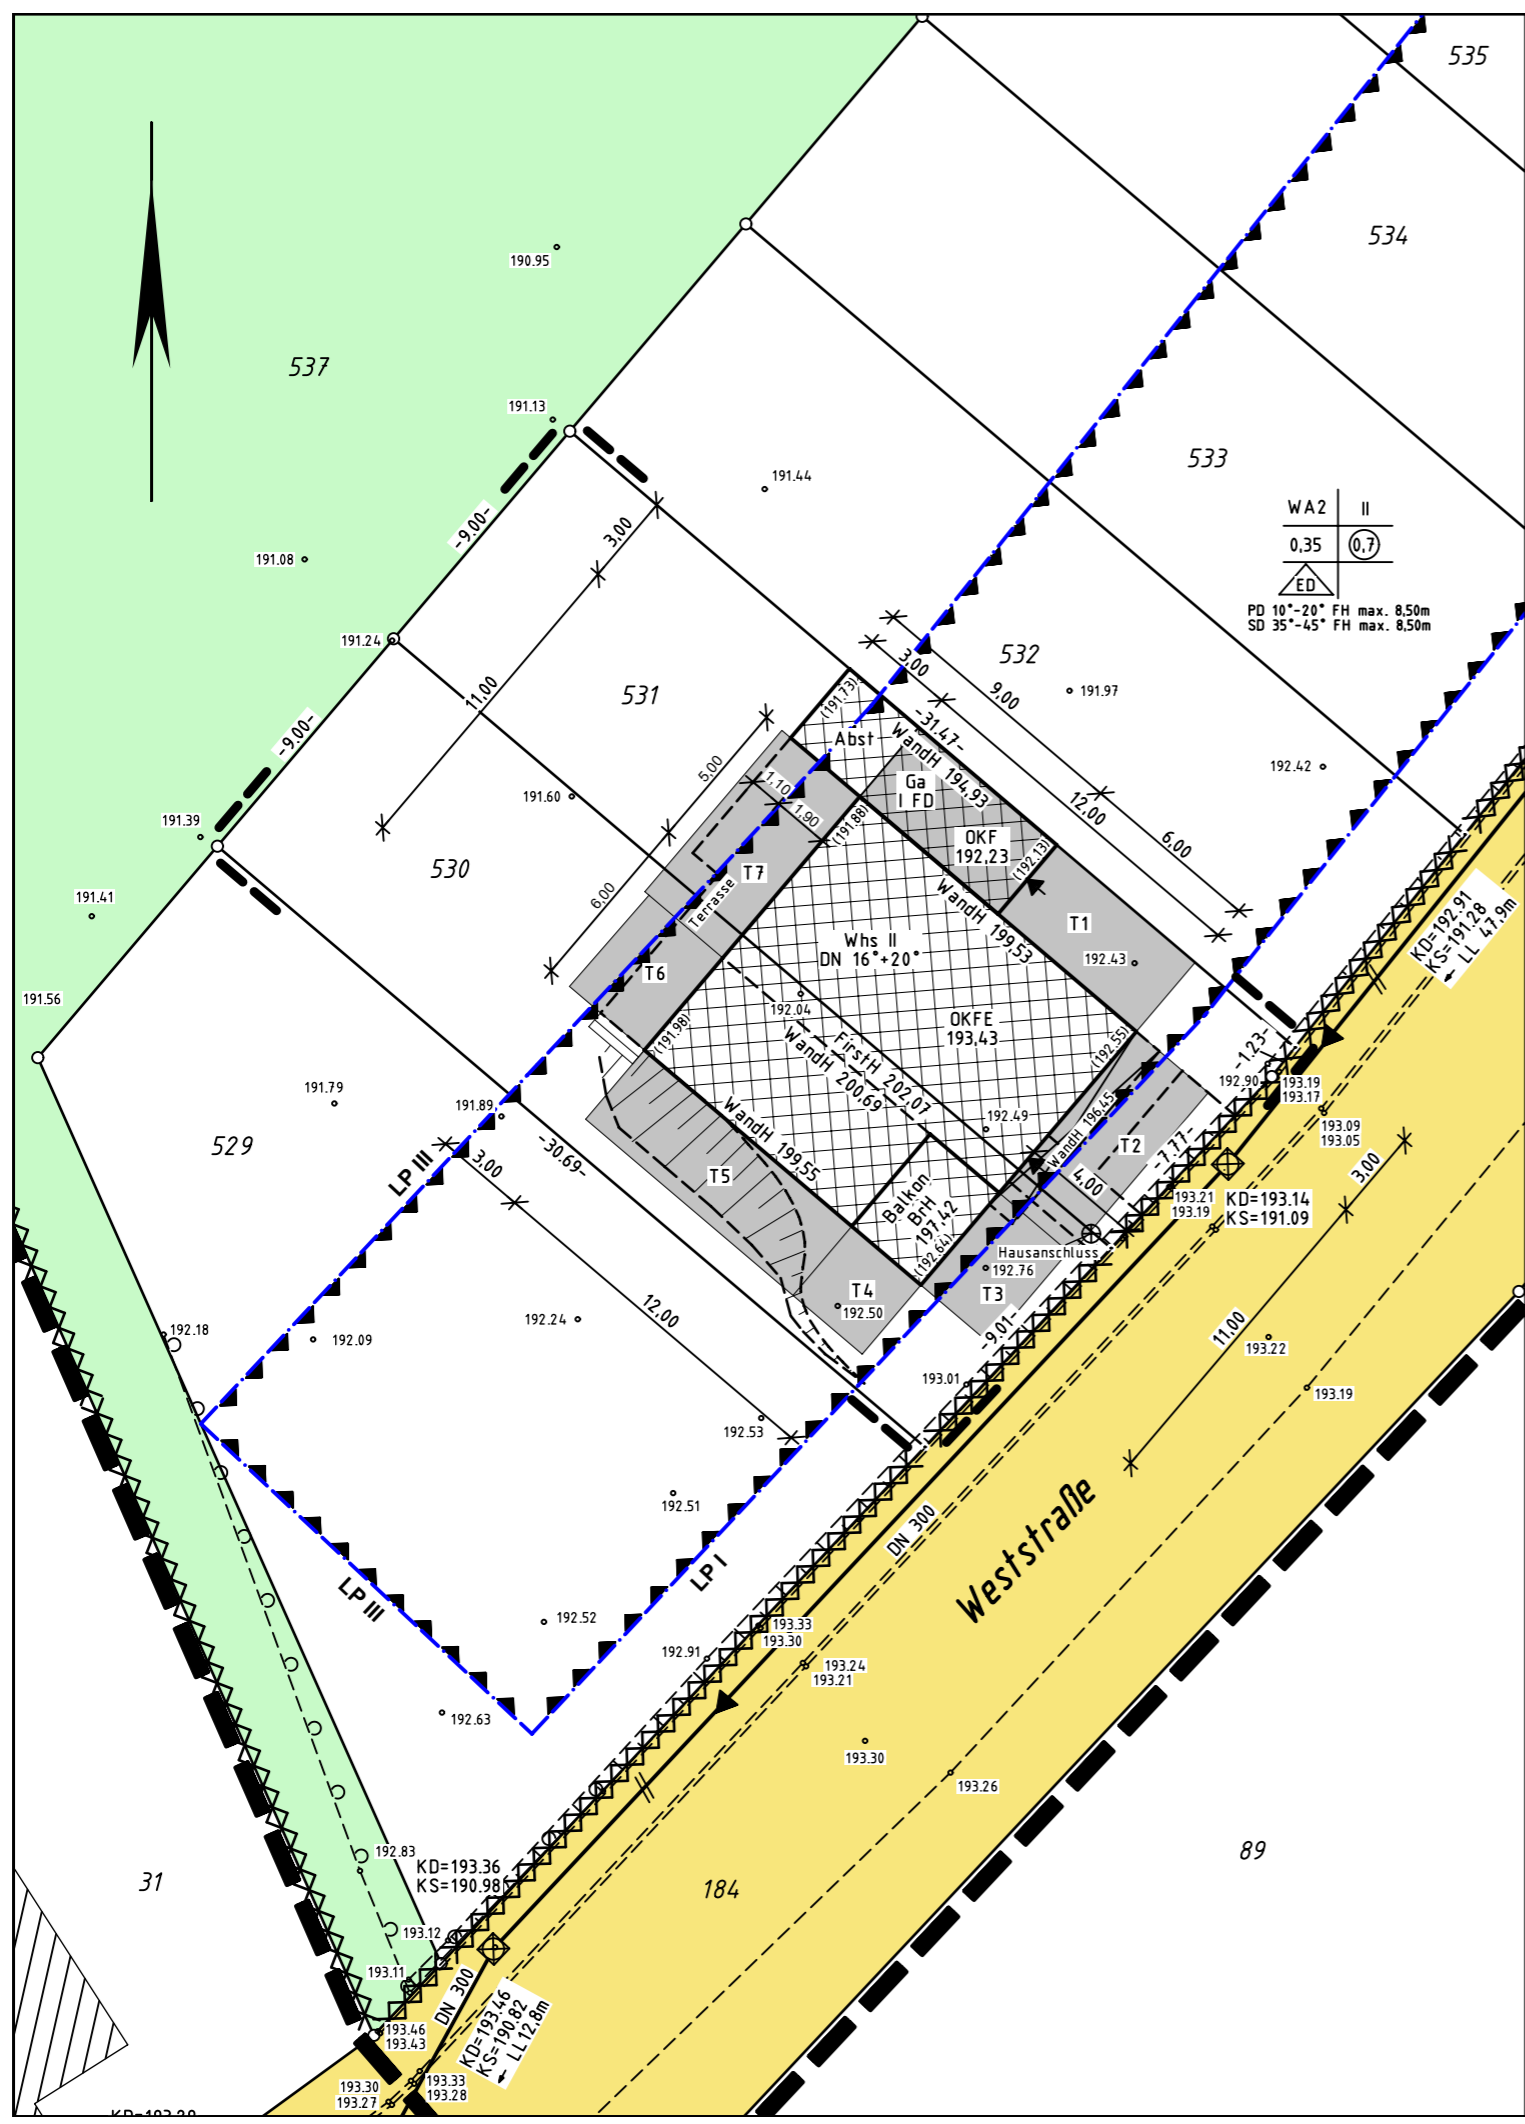 535
534
190.95
537
191.13
191.44
533
WA2 II
0,35 0,7
ED
PD 10°-20° FH max. 8,50m
SD 35°-45° FH max. 8,50m
-9.00-
3,00
191.08
191.24
11,00
531
532
3,00
9,00
191.97
(191.73)
-31.47-
Abst
WandH 194,93
192.42
-9.00-
5,00
1,10
1,90
Ga
I FD
12,00
6,00
191.60
(191.88)
OKF
192,23
(192.13)
191.39
530
T7
6,00
Terrasse
WandH 199,53
T1
191.41
KD=192.91
KS=191.28
LL 47.9m
Whs II
DN 16°+20°
192.43
T6
191.56
192.04
OKFE
193,43
(191.98)
FirstH 202,07
WandH 200,69
(192.55)
-1.23-
192.90
193.19
193.17
191.79
191.89
WandH 199,55
192.49
WandH 196,45
193.09
193.05
529
-30.69-
T2
-7.77-
3,00
LP III
3,00
T5
4,00
193.21
193.19
KD=193.14
KS=191.09
Balkon
BrH
197,42
(192.64)
Hausanschluss
192.76
T4
T3
192.50
192.18
192.09
192.24
12,00
-9.01-
11,00
193.22
193.01
193.19
192.53
192.51
DN 300
Weststraße
LP III
LP I
192.52
193.33
193.30
192.91
193.24
193.21
192.63
193.30
193.26
192.83
KD=193.36
KS=190.98
31
184
89
193.12
193.11
DN 300
KD=193.46
KS=190.82
LL 12.8m
193.46
193.43
193.33
193.28
193.30
193.27